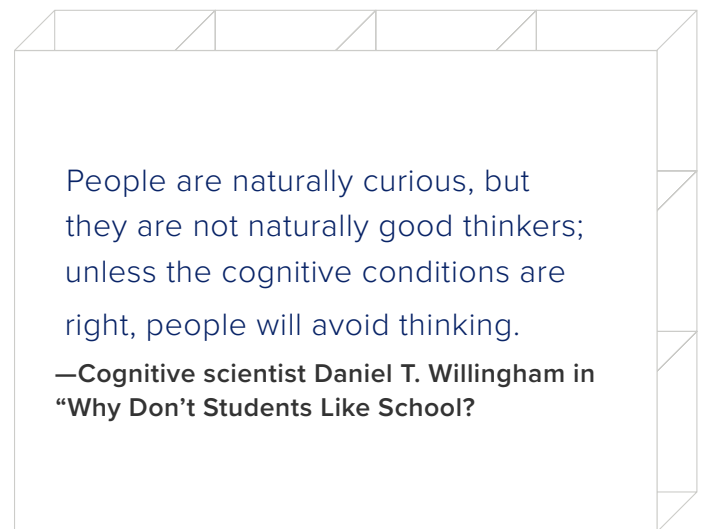 People are naturally curious, but
they are not naturally good thinkers;
unless the cognitive conditions are
right, people will avoid thinking.
—Cognitive scientist Daniel T. Willingham in
“Why Don’t Students Like School?